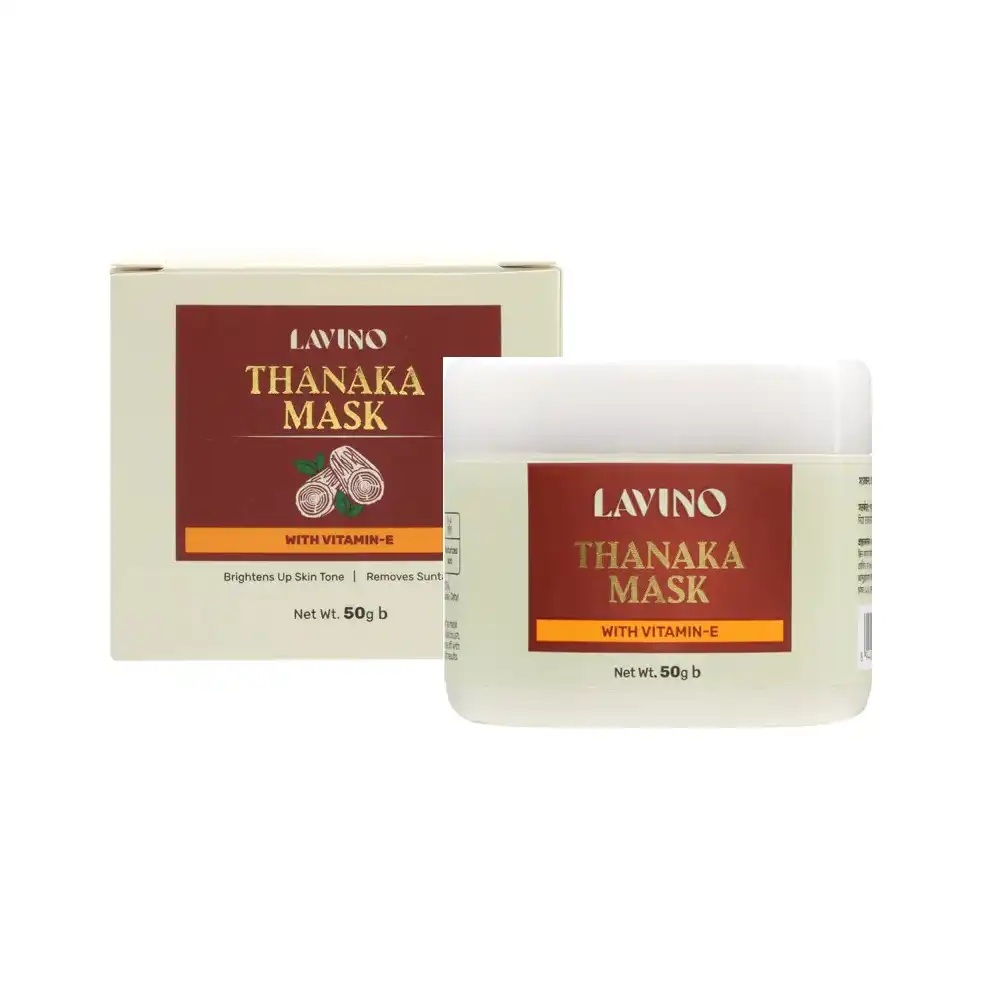 LAVINO
THANAKA
MASK
WITH VITAMIN-E
Brightens Up Skin Tone | Removes
Net Wt. 50g b
LAVINO
THANAKA
MASK
WITH VITAMIN-E
Net Wt. 50g b